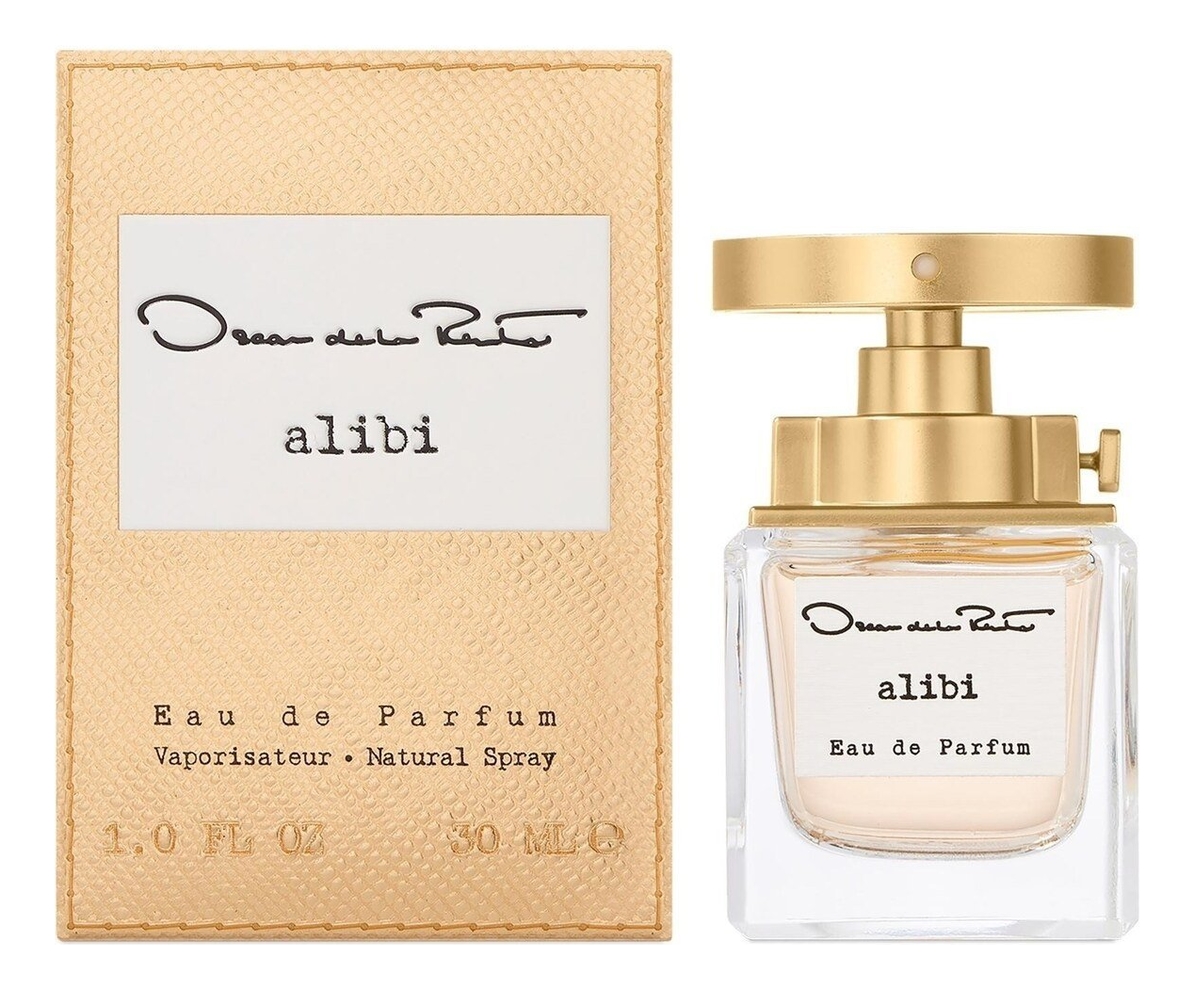 Oscar de la Renta
alibi
Eau de Parfum
Vaporisateur • Natural Spray
1.0 FL OZ 30 ML ℮
Oscar de la Renta
alibi
Eau de Parfum